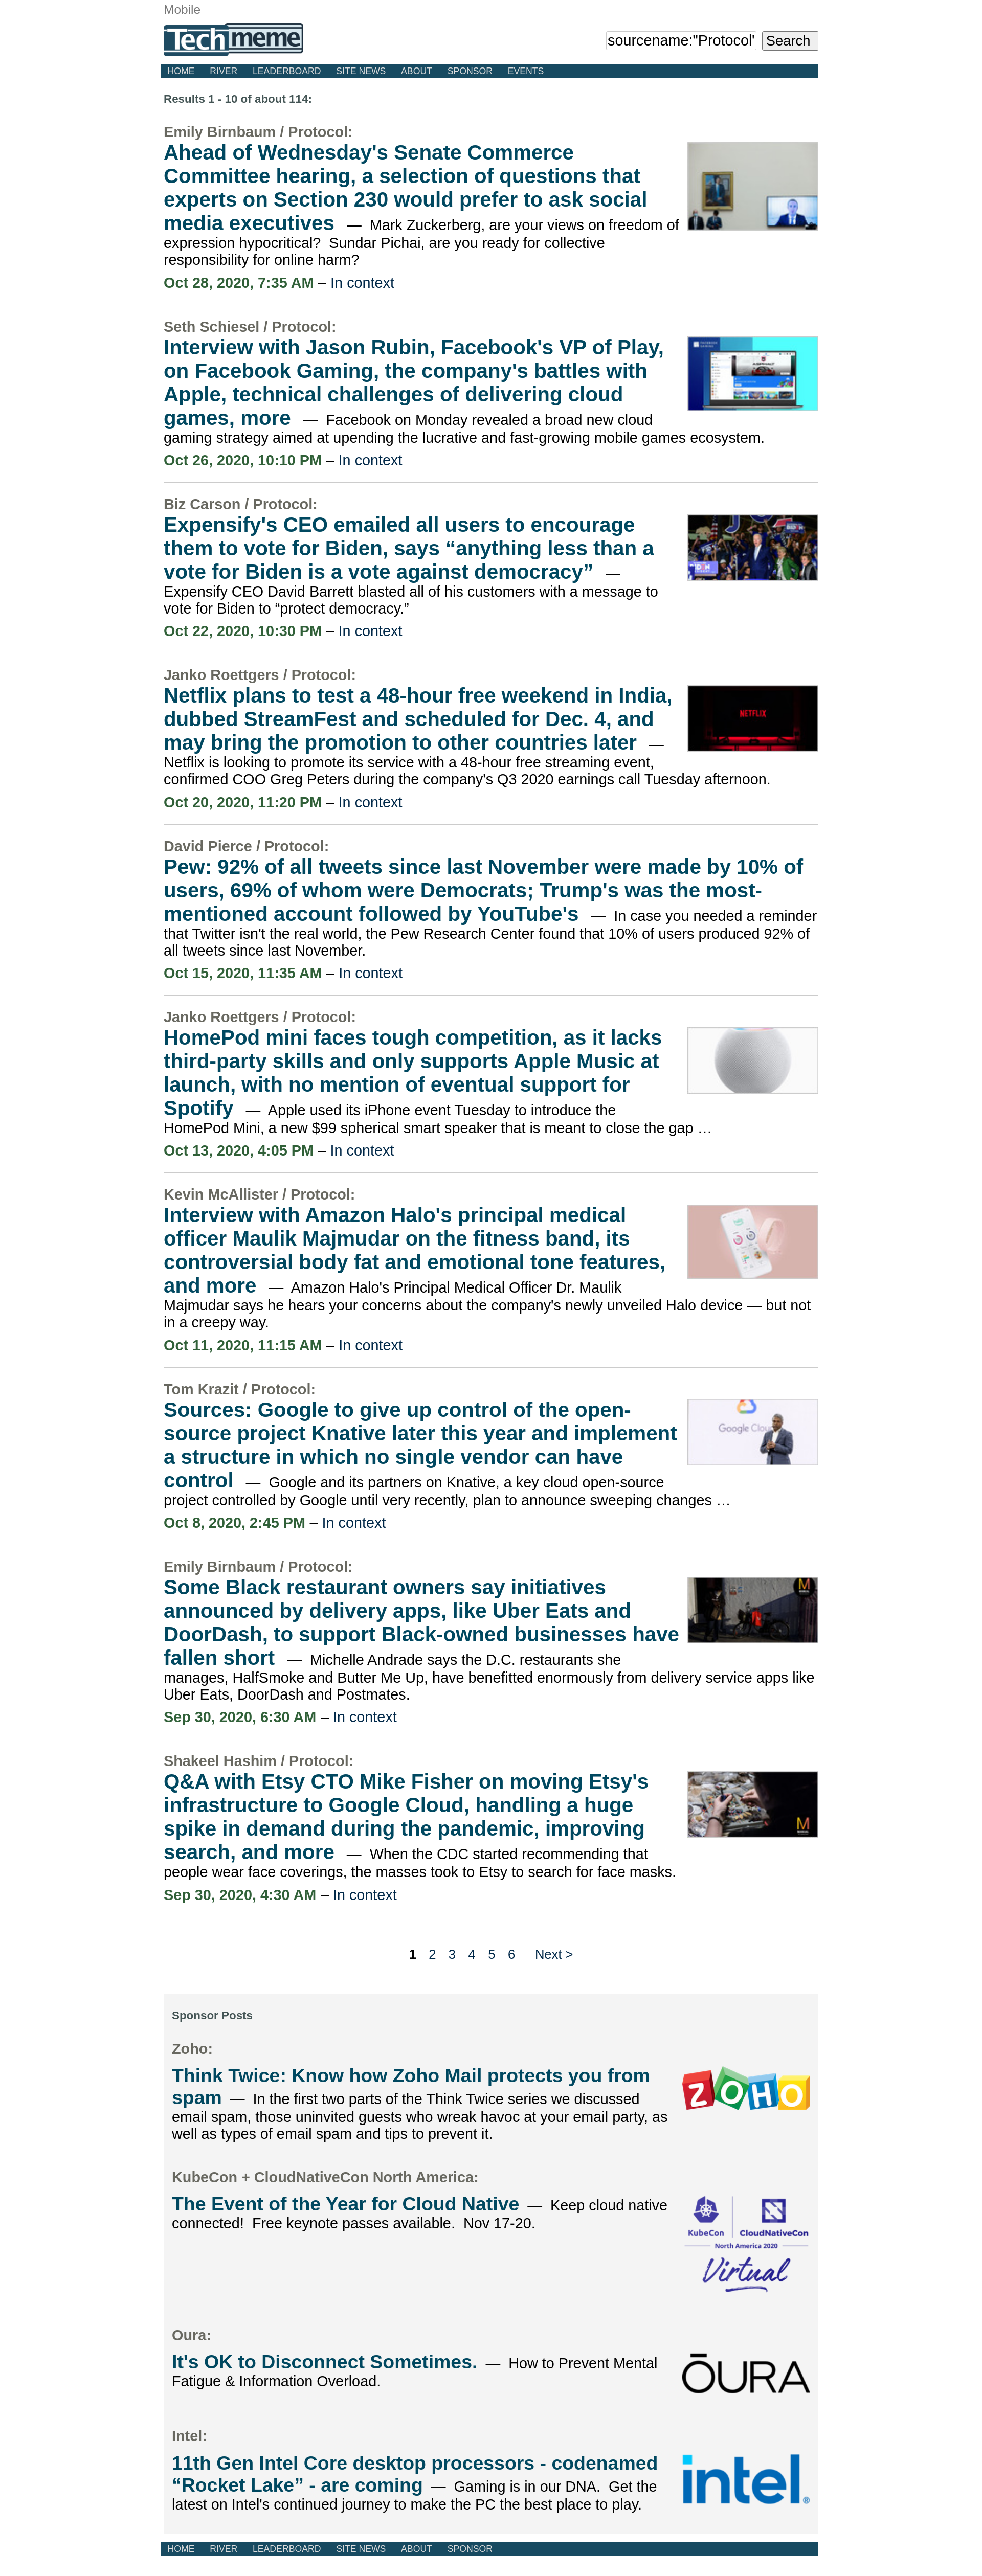 Mobile
Techmeme
sourcename:"Protocol"
Search
HOME RIVER LEADERBOARD SITE NEWS ABOUT SPONSOR EVENTS
Results 1 - 10 of about 114:
Emily Birnbaum / Protocol:
Ahead of Wednesday's Senate Commerce
Committee hearing, a selection of questions that
experts on Section 230 would prefer to ask social
media executives — Mark Zuckerberg, are your views on freedom of
expression hypocritical? Sundar Pichai, are you ready for collective
responsibility for online harm?
Oct 28, 2020, 7:35 AM – In context
Seth Schiesel / Protocol:
Interview with Jason Rubin, Facebook's VP of Play,
on Facebook Gaming, the company's battles with
Apple, technical challenges of delivering cloud
games, more — Facebook on Monday revealed a broad new cloud
gaming strategy aimed at upending the lucrative and fast-growing mobile games ecosystem.
Oct 26, 2020, 10:10 PM – In context
Biz Carson / Protocol:
Expensify's CEO emailed all users to encourage
them to vote for Biden, says “anything less than a
vote for Biden is a vote against democracy” —
Expensify CEO David Barrett blasted all of his customers with a message to
vote for Biden to “protect democracy.”
Oct 22, 2020, 10:30 PM – In context
Janko Roettgers / Protocol:
Netflix plans to test a 48-hour free weekend in India,
dubbed StreamFest and scheduled for Dec. 4, and
may bring the promotion to other countries later —
NETFLIX
Netflix is looking to promote its service with a 48-hour free streaming event,
confirmed COO Greg Peters during the company's Q3 2020 earnings call Tuesday afternoon.
Oct 20, 2020, 11:20 PM – In context
David Pierce / Protocol:
Pew: 92% of all tweets since last November were made by 10% of
users, 69% of whom were Democrats; Trump's was the most-
mentioned account followed by YouTube's — In case you needed a reminder
that Twitter isn't the real world, the Pew Research Center found that 10% of users produced 92% of
all tweets since last November.
Oct 15, 2020, 11:35 AM – In context
Janko Roettgers / Protocol:
HomePod mini faces tough competition, as it lacks
third-party skills and only supports Apple Music at
launch, with no mention of eventual support for
Spotify — Apple used its iPhone event Tuesday to introduce the
HomePod Mini, a new $99 spherical smart speaker that is meant to close the gap …
Oct 13, 2020, 4:05 PM – In context
Kevin McAllister / Protocol:
Interview with Amazon Halo's principal medical
officer Maulik Majmudar on the fitness band, its
controversial body fat and emotional tone features,
and more — Amazon Halo's Principal Medical Officer Dr. Maulik
Majmudar says he hears your concerns about the company's newly unveiled Halo device — but not
in a creepy way.
Oct 11, 2020, 11:15 AM – In context
Tom Krazit / Protocol:
Sources: Google to give up control of the open-
source project Knative later this year and implement
a structure in which no single vendor can have
control — Google and its partners on Knative, a key cloud open-source
Google Cloud
project controlled by Google until very recently, plan to announce sweeping changes …
Oct 8, 2020, 2:45 PM – In context
Emily Birnbaum / Protocol:
Some Black restaurant owners say initiatives
announced by delivery apps, like Uber Eats and
DoorDash, to support Black-owned businesses have
fallen short — Michelle Andrade says the D.C. restaurants she
manages, HalfSmoke and Butter Me Up, have benefitted enormously from delivery service apps like
Uber Eats, DoorDash and Postmates.
Sep 30, 2020, 6:30 AM – In context
Shakeel Hashim / Protocol:
Q&A with Etsy CTO Mike Fisher on moving Etsy's
infrastructure to Google Cloud, handling a huge
spike in demand during the pandemic, improving
search, and more — When the CDC started recommending that
people wear face coverings, the masses took to Etsy to search for face masks.
Sep 30, 2020, 4:30 AM – In context
1 2 3 4 5 6 Next >
Sponsor Posts
Zoho:
Think Twice: Know how Zoho Mail protects you from
spam — In the first two parts of the Think Twice series we discussed
email spam, those uninvited guests who wreak havoc at your email party, as
well as types of email spam and tips to prevent it.
ZOHO
KubeCon + CloudNativeCon North America:
The Event of the Year for Cloud Native — Keep cloud native
connected! Free keynote passes available. Nov 17-20.
KubeCon CloudNativeCon
North America 2020
Virtual
Oura:
It's OK to Disconnect Sometimes. — How to Prevent Mental
Fatigue & Information Overload.
ŌURA
Intel:
11th Gen Intel Core desktop processors - codenamed
“Rocket Lake” - are coming — Gaming is in our DNA. Get the
latest on Intel's continued journey to make the PC the best place to play.
intel®
HOME RIVER LEADERBOARD SITE NEWS ABOUT SPONSOR